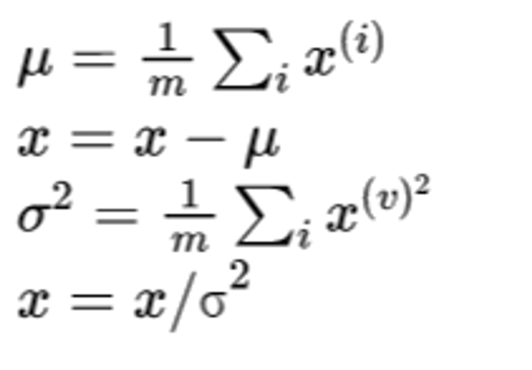 μ = 1/m ∑ᵢ x⁽ⁱ⁾
x = x − μ
σ² = 1/m ∑ᵢ x⁽ᵛ⁾²
x = x/σ²